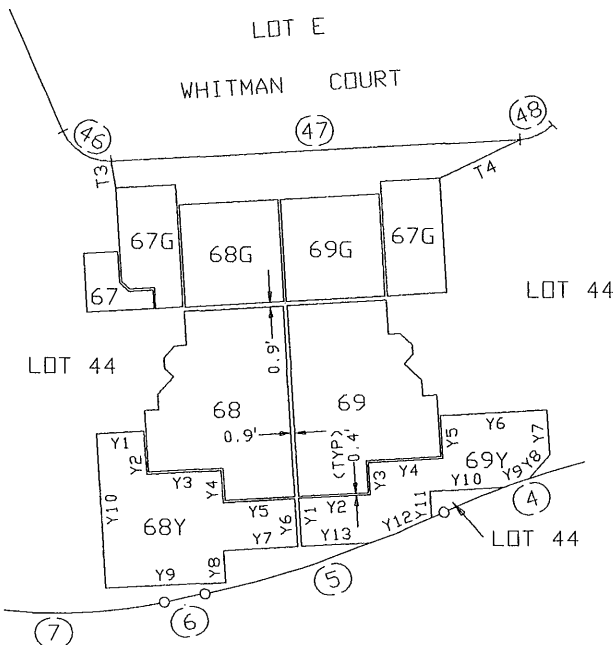 LOT E
WHITMAN COURT
46
47
48
T3
T4
67G
68G
69G
67G
67
LOT 44
LOT 44
0.9'
68
69
0.9'
(TYP)
0.4'
Y1
Y2
Y3
Y4
Y5
Y6
Y7
Y8
Y9
Y10
68Y
Y1
Y2
Y3
Y4
Y5
Y6
Y7
Y8
Y9
Y10
Y11
Y12
Y13
69Y
4
LOT 44
5
6
7